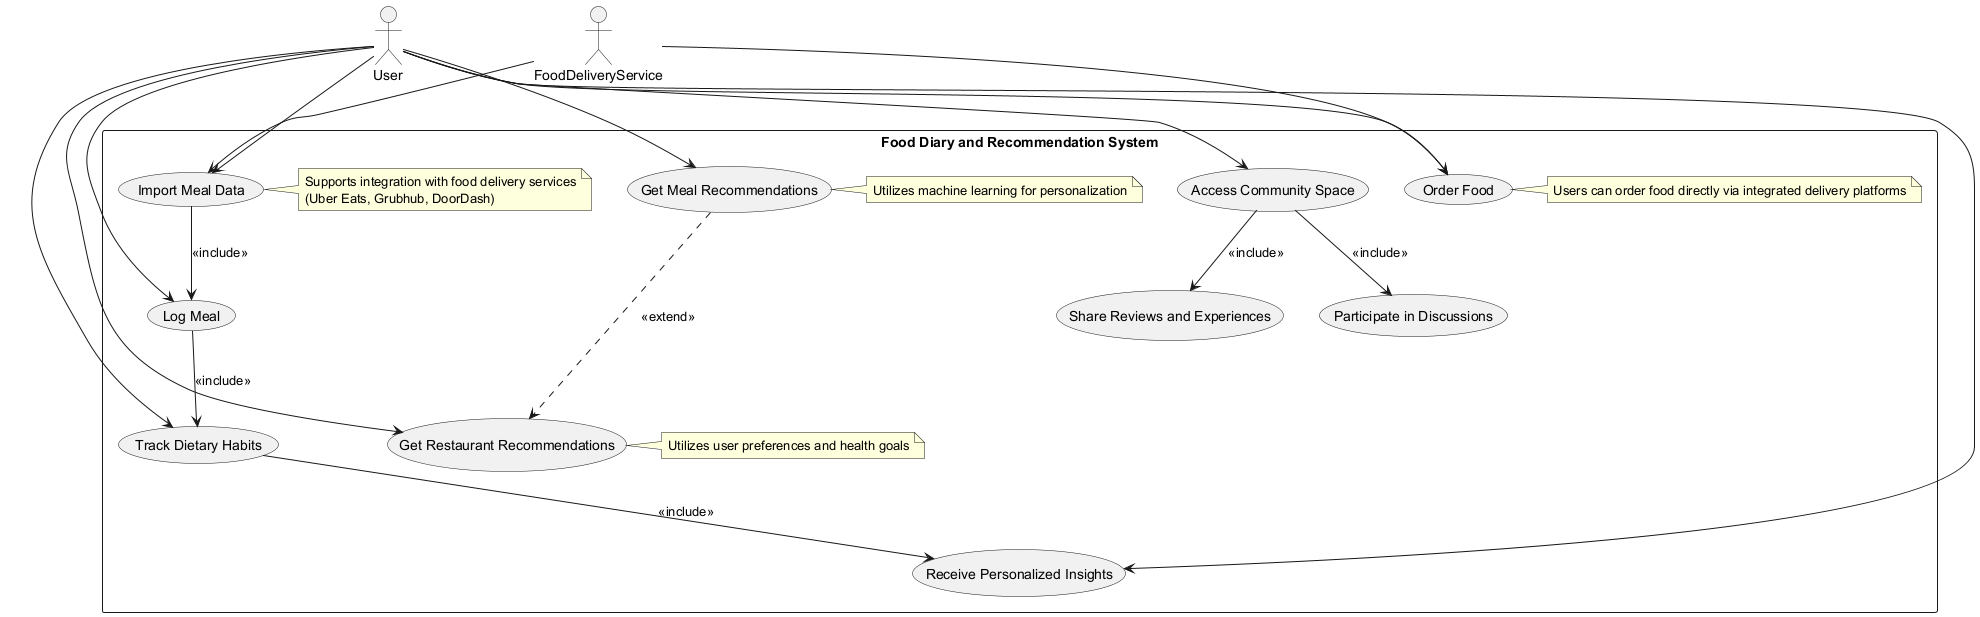 User
FoodDeliveryService
Food Diary and Recommendation System
Import Meal Data
Supports integration with food delivery services
(Uber Eats, Grubhub, DoorDash)
Get Meal Recommendations
Utilizes machine learning for personalization
Access Community Space
Order Food
Users can order food directly via integrated delivery platforms
«include»
«include»
«include»
Log Meal
«extend»
Share Reviews and Experiences
Participate in Discussions
«include»
Track Dietary Habits
Get Restaurant Recommendations
Utilizes user preferences and health goals
«include»
Receive Personalized Insights